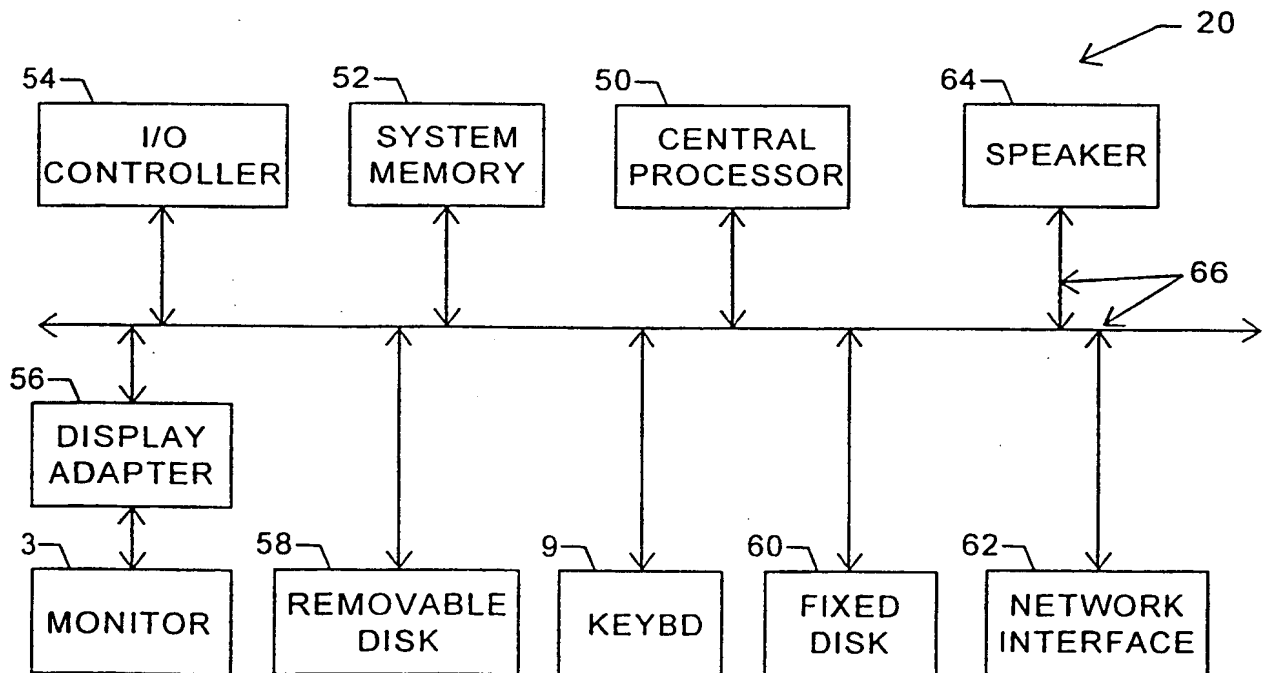 20
54
52
50
64
I/O
CONTROLLER
SYSTEM
MEMORY
CENTRAL
PROCESSOR
SPEAKER
66
56
DISPLAY
ADAPTER
3
58
9
60
62
MONITOR
REMOVABLE
DISK
KEYBD
FIXED
DISK
NETWORK
INTERFACE